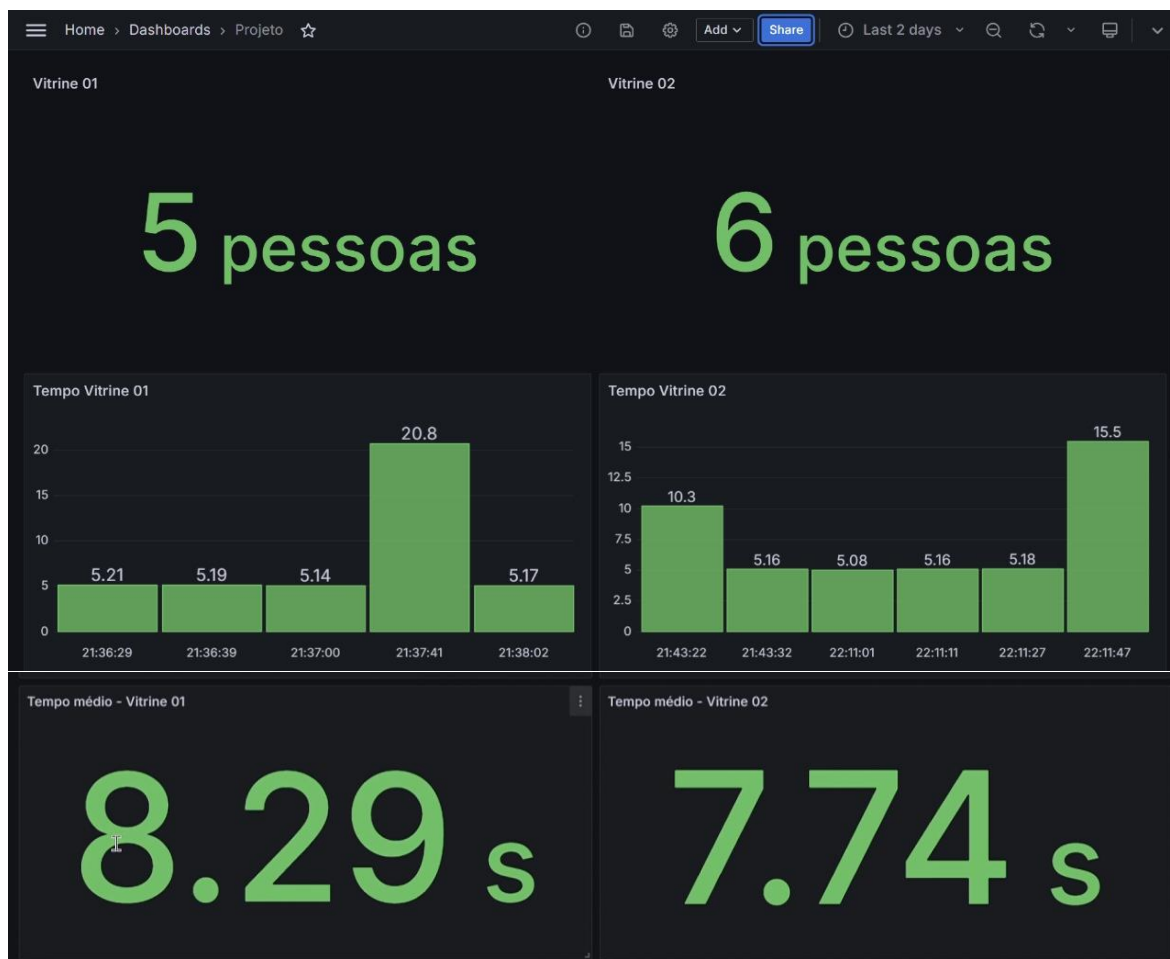 Home › Dashboards › Projeto
Add
Share
Last 2 days
Vitrine 01
5 pessoas
Vitrine 02
6 pessoas
Tempo Vitrine 01
20
15
10
5
0
5.21
5.19
5.14
20.8
5.17
21:36:29
21:36:39
21:37:00
21:37:41
21:38:02
Tempo Vitrine 02
15
12.5
10
7.5
5
2.5
0
10.3
5.16
5.08
5.16
5.18
15.5
21:43:22
21:43:32
22:11:01
22:11:11
22:11:27
22:11:47
Tempo médio - Vitrine 01
8.29 s
Tempo médio - Vitrine 02
7.74 s